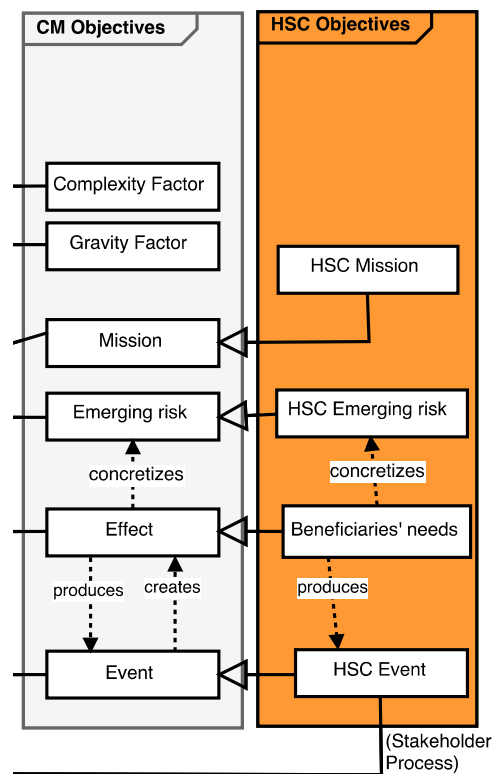 CM Objectives
HSC Objectives
Complexity Factor
Gravity Factor
HSC Mission
Mission
Emerging risk
HSC Emerging risk
concretizes
concretizes
Effect
Beneficiaries' needs
produces
creates
produces
Event
HSC Event
(Stakeholder
Process)